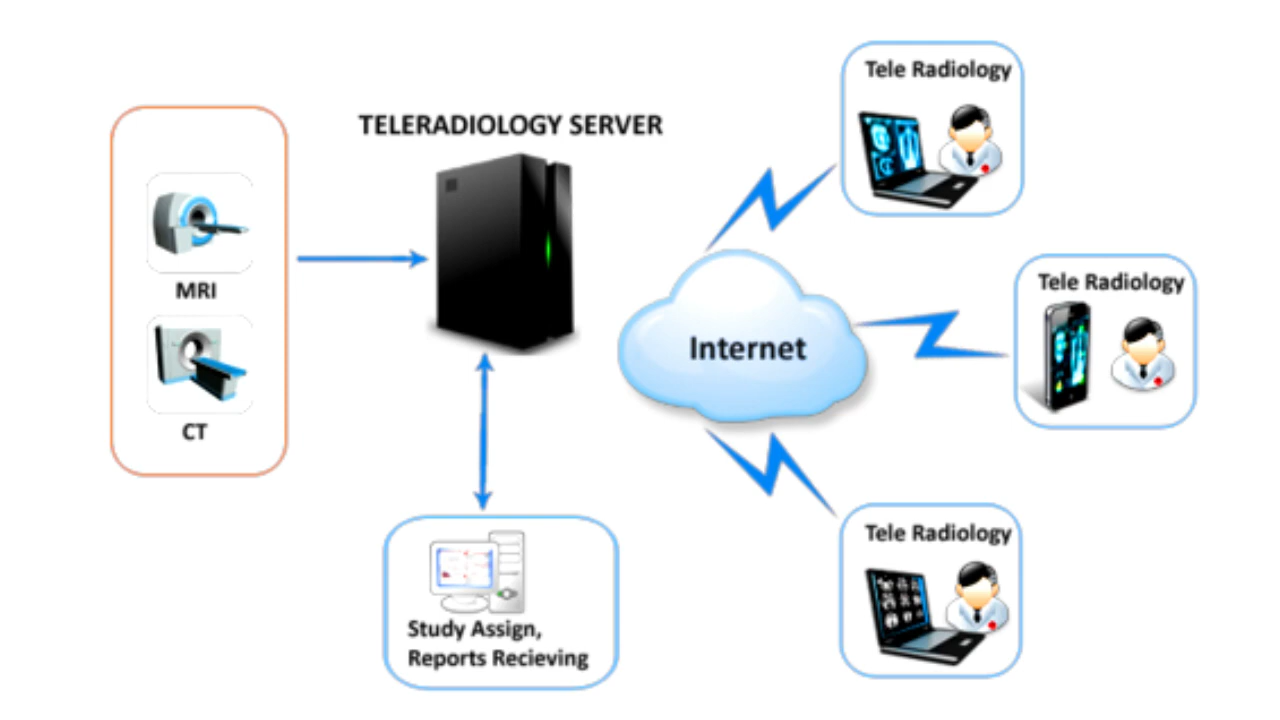 TELERADIOLOGY SERVER
MRI
CT
Study Assign,
Reports Recieving
Internet
Tele Radiology
Tele Radiology
Tele Radiology